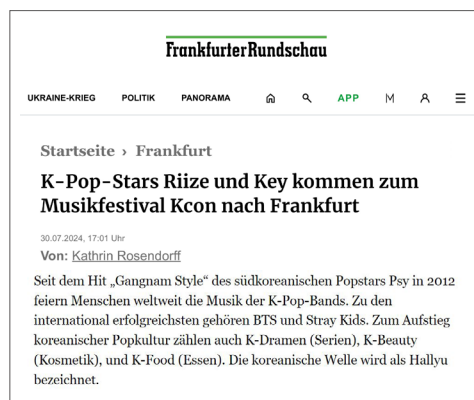 Frankfurter Rundschau
UKRAINE-KRIEG POLITIK PANORAMA APP M
Startseite › Frankfurt
K-Pop-Stars Riize und Key kommen zum
Musikfestival Kcon nach Frankfurt
30.07.2024, 17:01 Uhr
Von: Kathrin Rosendorff
Seit dem Hit „Gangnam Style“ des südkoreanischen Popstars Psy in 2012
feiern Menschen weltweit die Musik der K-Pop-Bands. Zu den
international erfolgreichsten gehören BTS und Stray Kids. Zum Aufstieg
koreanischer Popkultur zählen auch K-Dramen (Serien), K-Beauty
(Kosmetik), und K-Food (Essen). Die koreanische Welle wird als Hallyu
bezeichnet.